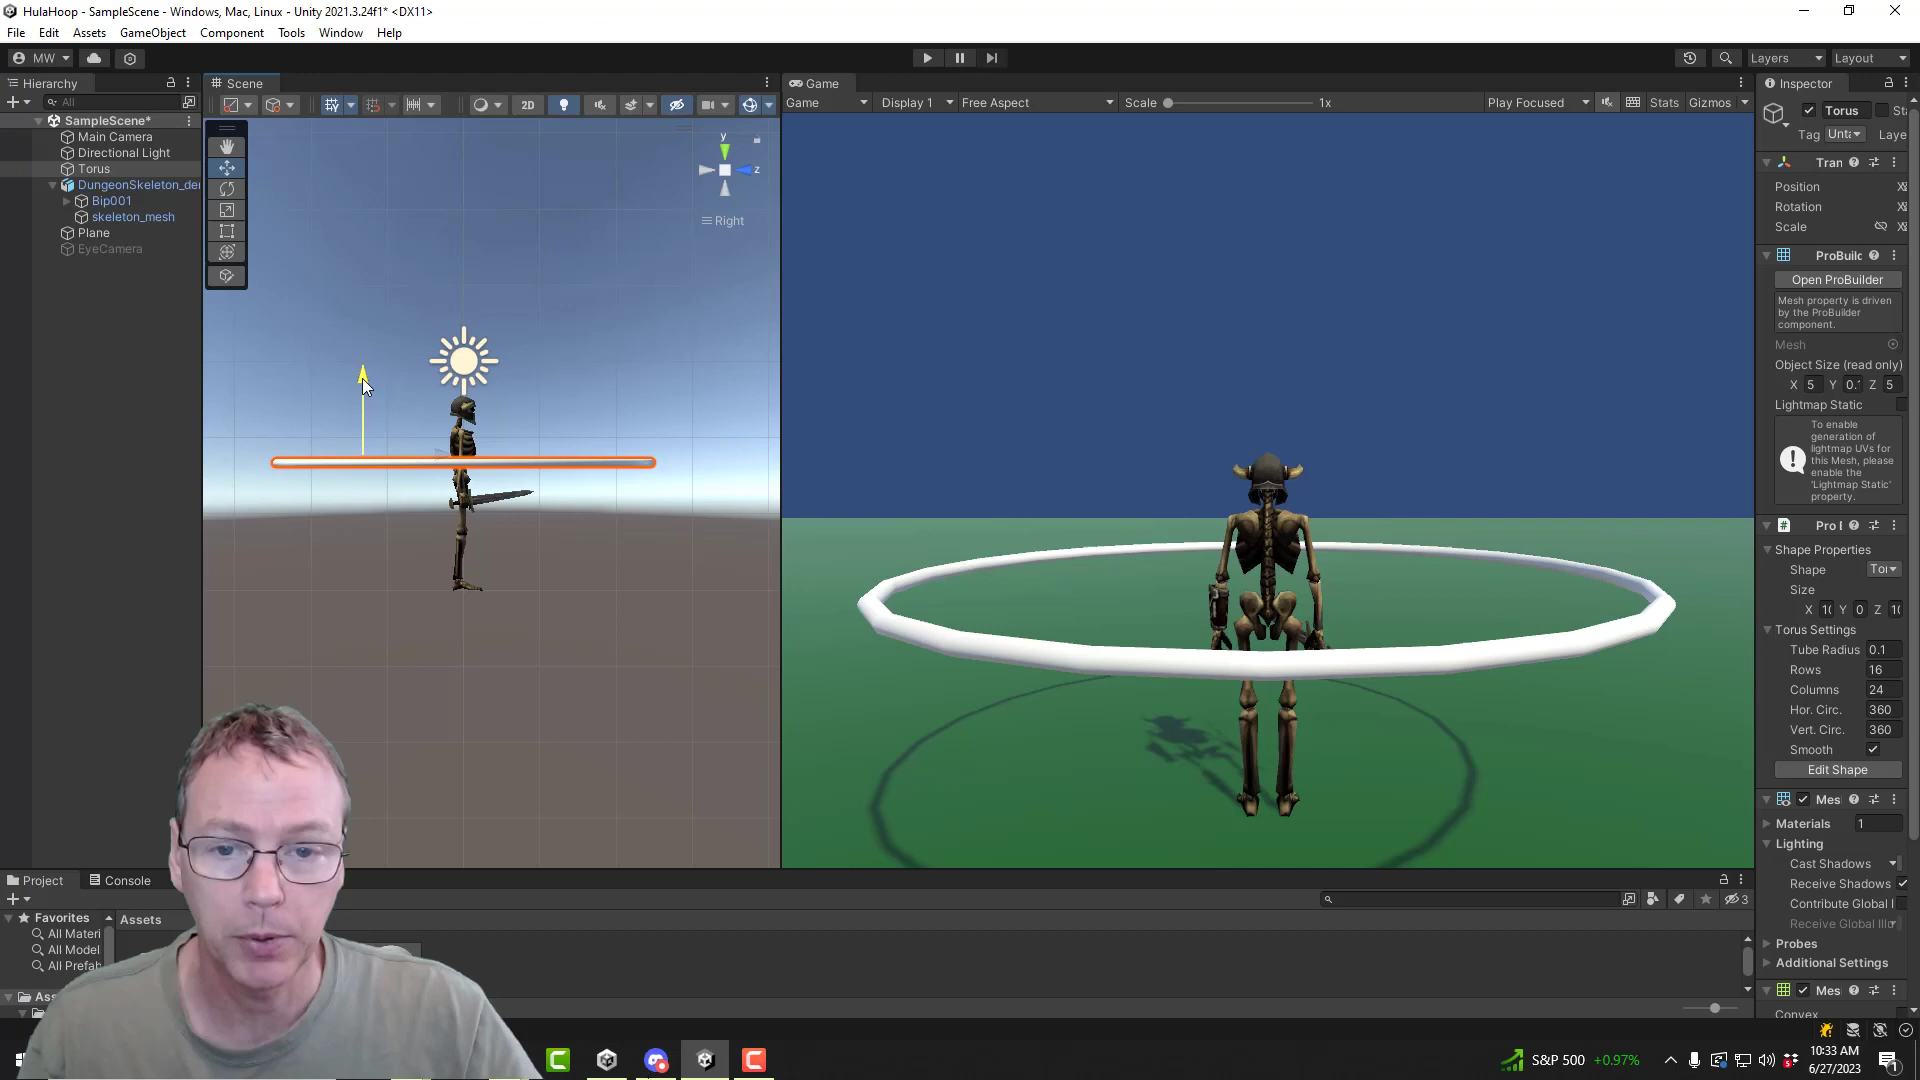 HulaHoop - SampleScene - Windows, Mac, Linux - Unity 2021.3.24f1* <DX11>
File Edit Assets GameObject Component Tools Window Help
MW Layers Layout
Hierarchy
All
SampleScene*
Main Camera
Directional Light
Torus
DungeonSkeleton_de
Bip001
skeleton_mesh
Plane
EyeCamera
Scene
2D
y
z
Right
Game
Game Display 1 Free Aspect Scale 1x Play Focused Stats Gizmos
Inspector
Torus
Tag Unta Laye
Tran
Position X
Rotation X
Scale X
ProBuild
Open ProBuilder
Mesh property is driven
by the ProBuilder
component.
Mesh
Object Size (read only)
X 5 Y 0. Z 5
Lightmap Static
To enable
generation of
lightmap UVs for
this Mesh, please
enable the
'Lightmap Static'
property.
Shape Properties
Shape
Size
X Y 0 Z
Torus Settings
Tube Radius 0.1
Rows 16
Columns 24
Hor. Circ. 360
Vert. Circ. 360
Smooth
Edit Shape
Mes
Materials 1
Lighting
Cast Shadows
Receive Shadows
Contribute Global I
Receive Global Illu
Probes
Additional Settings
Mes
Convex
Project Console
3
Favorites
All Materi
All Model
All Prefab
Assets
Ass
S&P 500 +0.97%
10:33 AM
6/27/2023
1